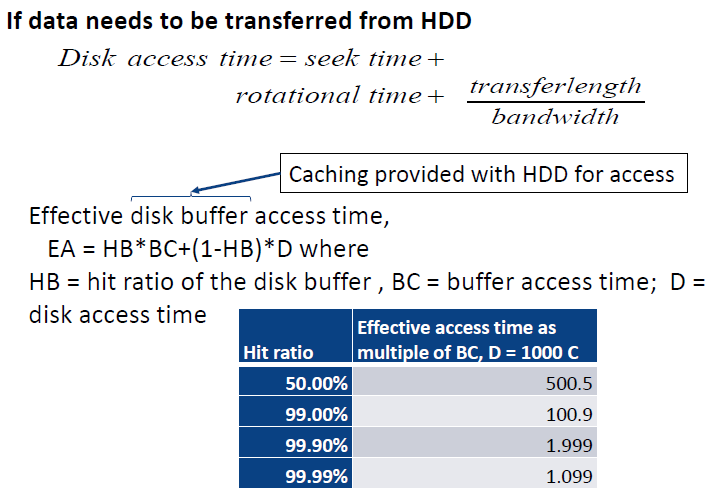 If data needs to be transferred from HDD
Disk access time = seek time +
rotational time + transferlength
bandwidth
Caching provided with HDD for access
Effective disk buffer access time,
EA = HB*BC+(1-HB)*D where
HB = hit ratio of the disk buffer , BC = buffer access time; D =
disk access time
Effective access time as
Hit ratio multiple of BC, D = 1000 C
50.00% 500.5
99.00% 100.9
99.90% 1.999
99.99% 1.099